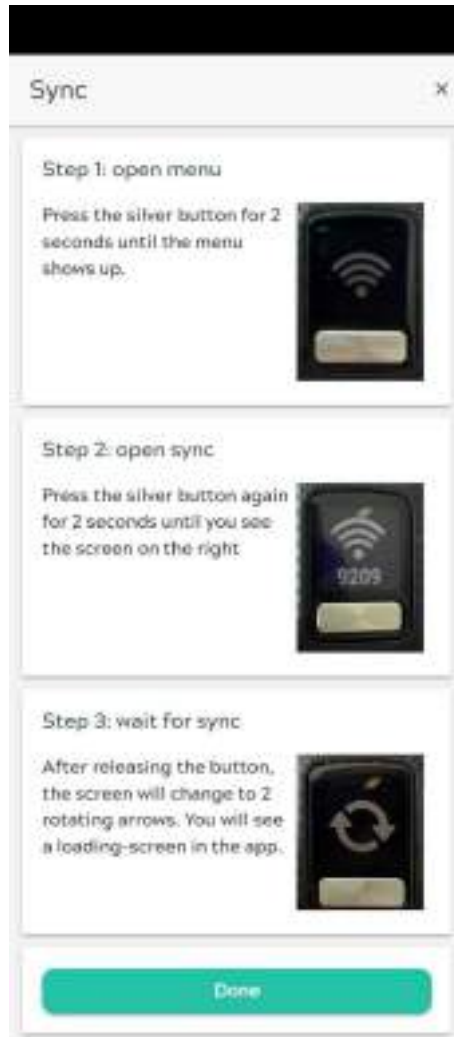 Sync
×
Step 1: open menu
Press the silver button for 2
seconds until the menu
shows up.
Step 2: open sync
Press the silver button again
for 2 seconds until you see
the screen on the right
9209
Step 3: wait for sync
After releasing the button,
the screen will change to 2
rotating arrows. You will see
a loading-screen in the app.
Done